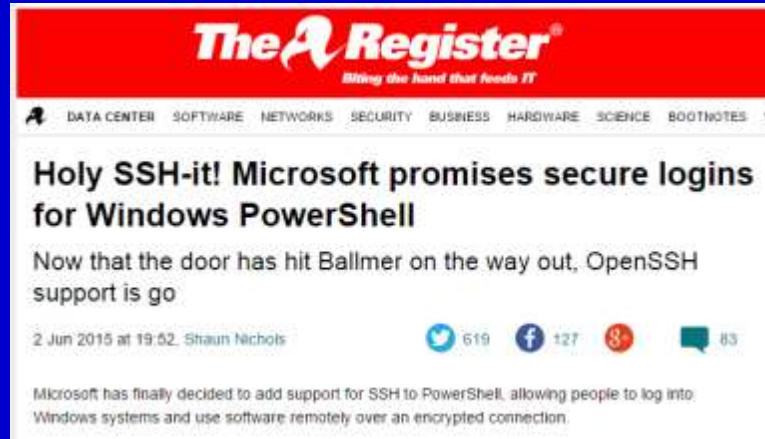 The Register®
Biting the hand that feeds IT
DATA CENTER SOFTWARE NETWORKS SECURITY BUSINESS HARDWARE SCIENCE BOOTNOTES
Holy SSH-it! Microsoft promises secure logins
for Windows PowerShell
Now that the door has hit Ballmer on the way out, OpenSSH
support is go
2 Jun 2015 at 19:52, Shaun Nichols 619 127 83
Microsoft has finally decided to add support for SSH to PowerShell, allowing people to log into
Windows systems and use software remotely over an encrypted connection.